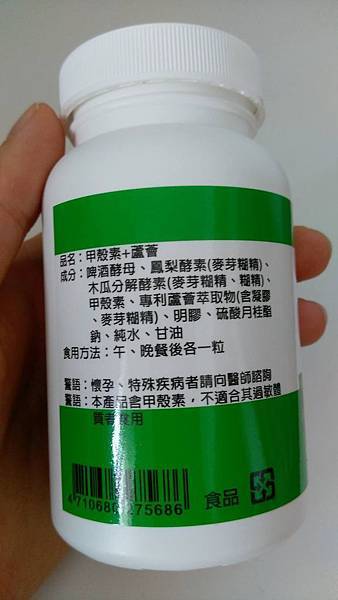 品名：甲殼素+蘆薈
成分：啤酒酵母、鳳梨酵素(麥芽糊精)、
木瓜分解酵素(麥芽糊精、糊精)、
甲殼素、專利蘆薈萃取物(含凝膠
、麥芽糊精)、明膠、硫酸月桂酯
鈉、純水、甘油
食用方法：午、晚餐後各一粒
警語：懷孕、特殊疾病者請向醫師諮詢
警語：本產品含甲殼素，不適合其過敏體
質者食用
4710680275686
食品